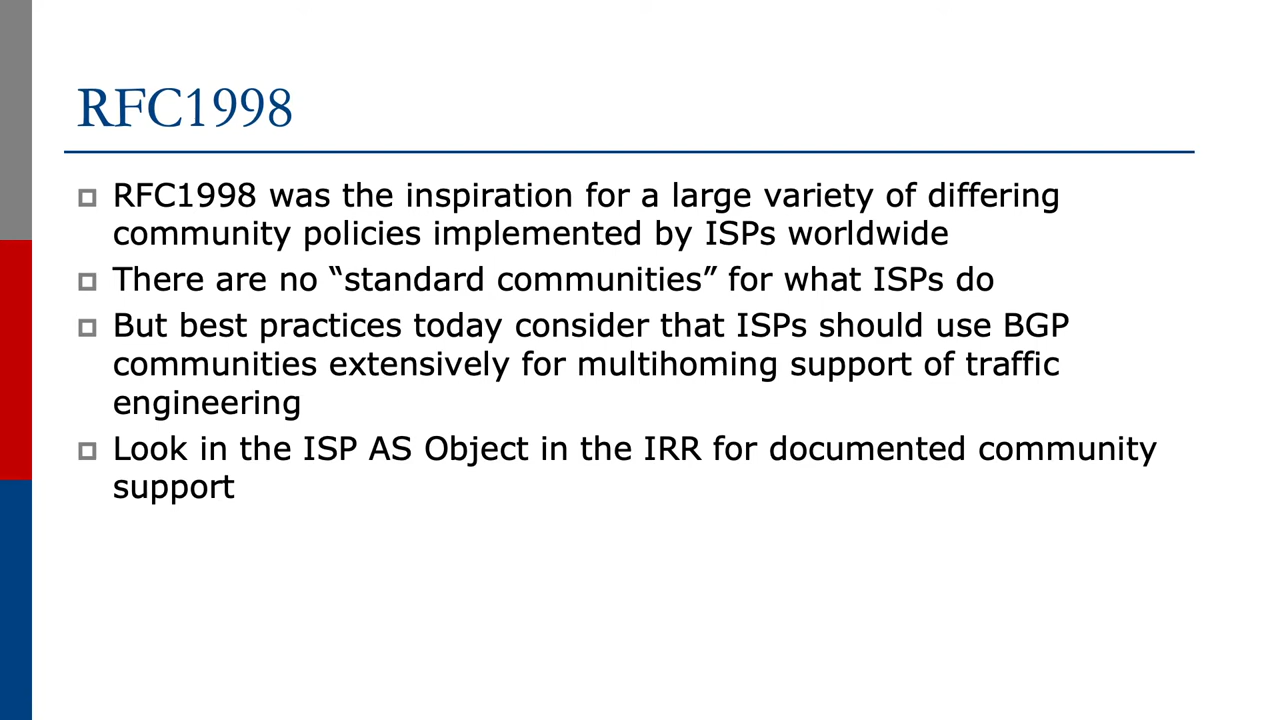 RFC1998
RFC1998 was the inspiration for a large variety of differing
community policies implemented by ISPs worldwide
There are no “standard communities” for what ISPs do
But best practices today consider that ISPs should use BGP
communities extensively for multihoming support of traffic
engineering
Look in the ISP AS Object in the IRR for documented community
support